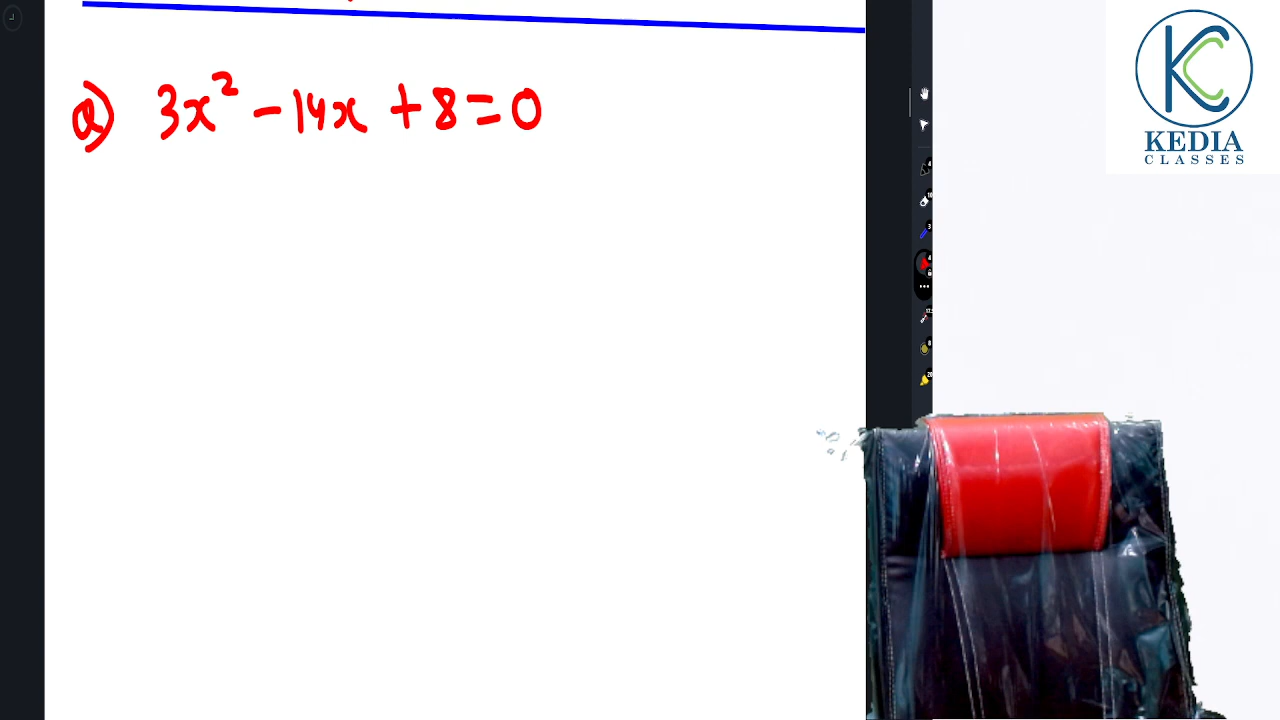 a) 3x² - 14x + 8 = 0
KEDIA
CLASSES